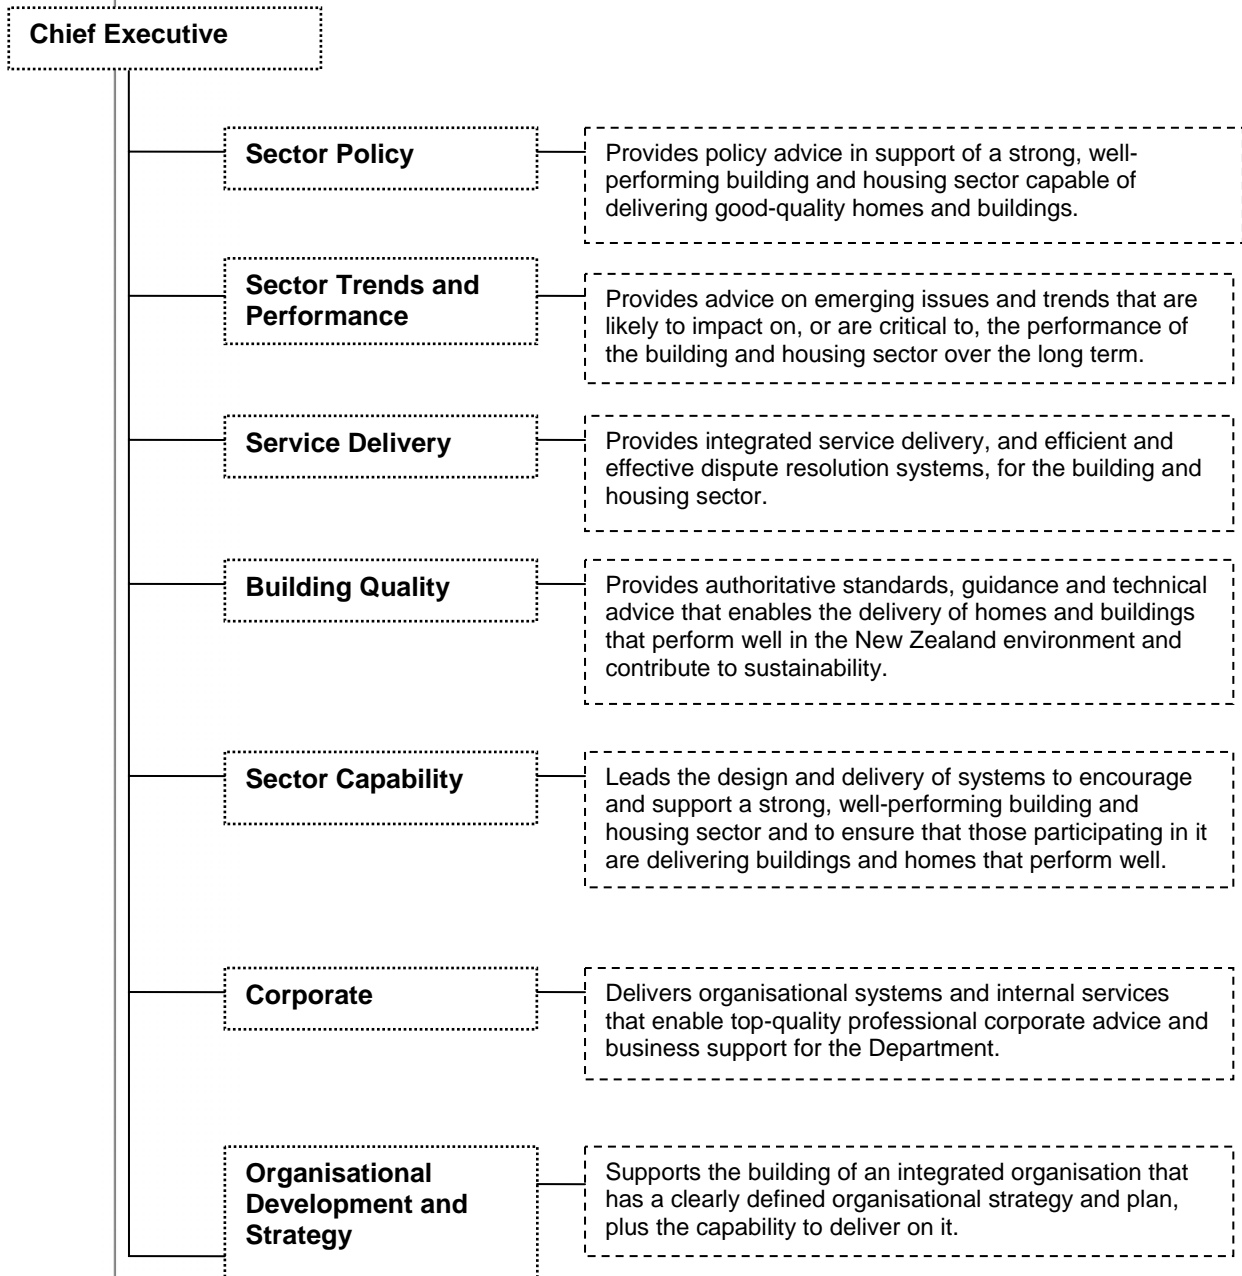 Chief Executive
Sector Policy
Provides policy advice in support of a strong, well-
performing building and housing sector capable of
delivering good-quality homes and buildings.
Sector Trends and
Performance
Provides advice on emerging issues and trends that are
likely to impact on, or are critical to, the performance of
the building and housing sector over the long term.
Service Delivery
Provides integrated service delivery, and efficient and
effective dispute resolution systems, for the building and
housing sector.
Building Quality
Provides authoritative standards, guidance and technical
advice that enables the delivery of homes and buildings
that perform well in the New Zealand environment and
contribute to sustainability.
Sector Capability
Leads the design and delivery of systems to encourage
and support a strong, well-performing building and
housing sector and to ensure that those participating in it
are delivering buildings and homes that perform well.
Corporate
Delivers organisational systems and internal services
that enable top-quality professional corporate advice and
business support for the Department.
Organisational
Development and
Strategy
Supports the building of an integrated organisation that
has a clearly defined organisational strategy and plan,
plus the capability to deliver on it.